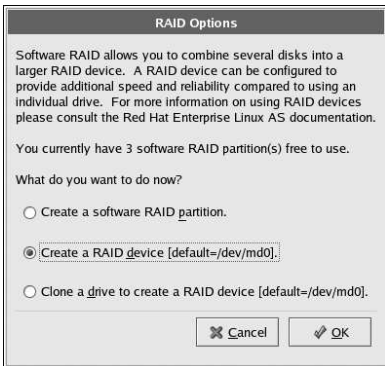 RAID Options
Software RAID allows you to combine several disks into a
larger RAID device. A RAID device can be configured to
provide additional speed and reliability compared to using an
individual drive. For more information on using RAID devices
please consult the Red Hat Enterprise Linux AS documentation.
You currently have 3 software RAID partition(s) free to use.
What do you want to do now?
Create a software RAID partition.
Create a RAID device [default=/dev/md0].
Clone a drive to create a RAID device [default=/dev/md0].
Cancel
OK